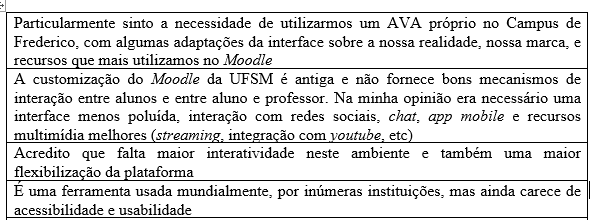 Particularmente sinto a necessidade de utilizarmos um AVA próprio no Campus de
Frederico, com algumas adaptações da interface sobre a nossa realidade, nossa marca, e
recursos que mais utilizamos no Moodle
A customização do Moodle da UFSM é antiga e não fornece bons mecanismos de
interação entre alunos e entre aluno e professor. Na minha opinião era necessário uma
interface menos poluída, interação com redes sociais, chat, app mobile e recursos
multimídia melhores (streaming, integração com youtube, etc)
Acredito que falta maior interatividade neste ambiente e também uma maior
flexibilização da plataforma
É uma ferramenta usada mundialmente, por inúmeras instituições, mas ainda carece de
acessibilidade e usabilidade